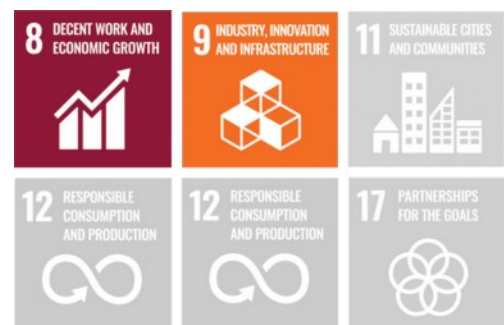 8 DECENT WORK AND
ECONOMIC GROWTH
9 INDUSTRY, INNOVATION
AND INFRASTRUCTURE
11 SUSTAINABLE CITIES
AND COMMUNITIES
12 RESPONSIBLE
CONSUMPTION
AND PRODUCTION
12 RESPONSIBLE
CONSUMPTION
AND PRODUCTION
17 PARTNERSHIPS
FOR THE GOALS